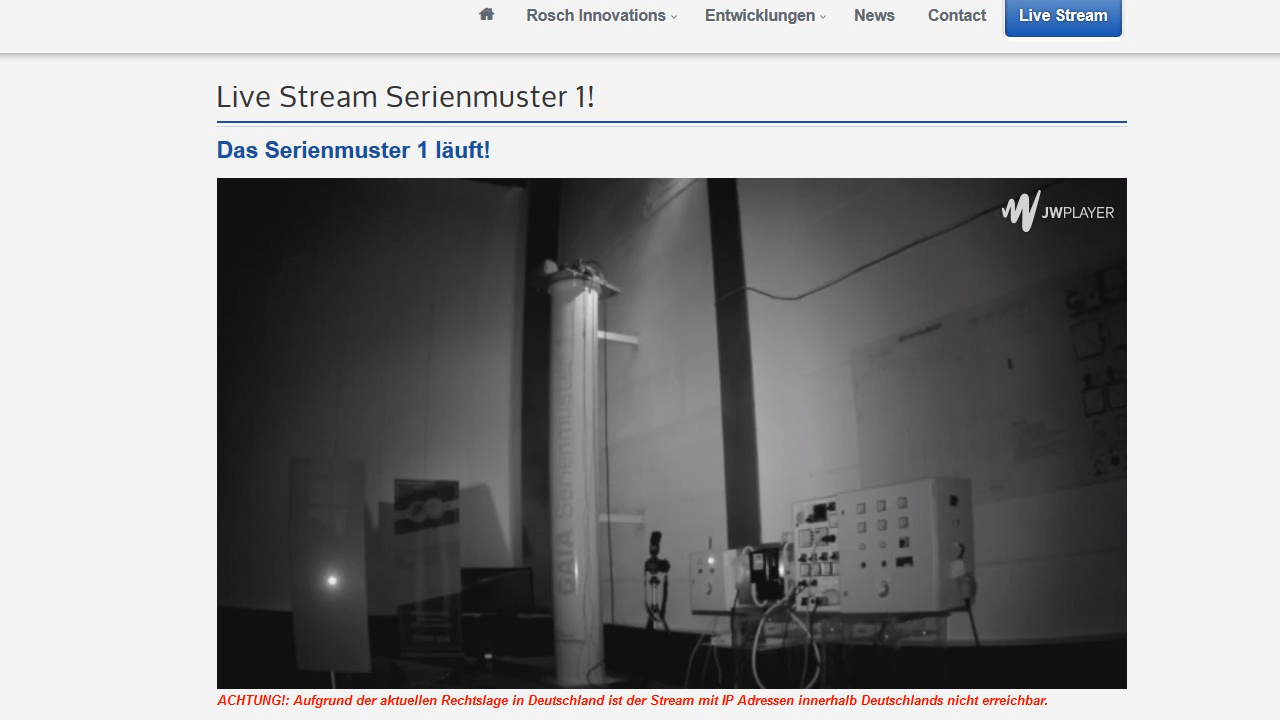 Rosch Innovations Entwicklungen News Contact Live Stream
Live Stream Serienmuster 1!
Das Serienmuster 1 läuft!
JWPLAYER
GAIA Serienmuster
ACHTUNG!: Aufgrund der aktuellen Rechtslage in Deutschland ist der Stream mit IP Adressen innerhalb Deutschlands nicht erreichbar.